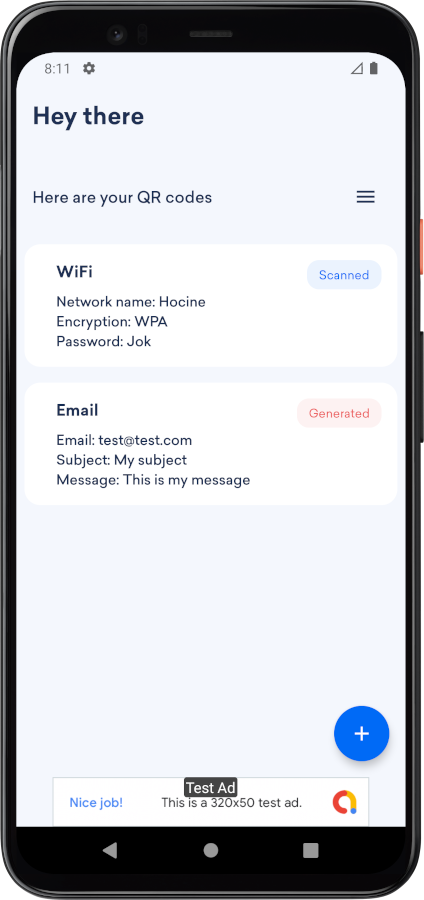 8:11
Hey there
Here are your QR codes
WiFi
Scanned
Network name: Hocine
Encryption: WPA
Password: Jok
Email
Generated
Email: test@test.com
Subject: My subject
Message: This is my message
+
Test Ad
Nice job!
This is a 320x50 test ad.